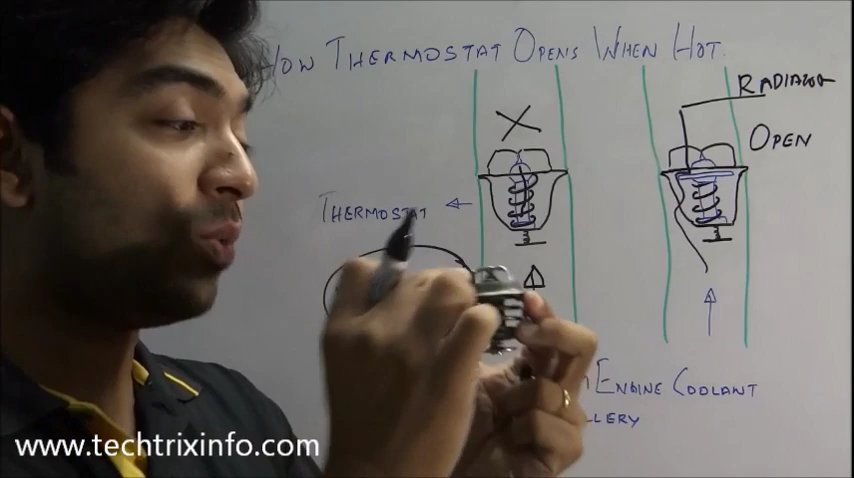 HOW THERMOSTAT OPENS WHEN HOT
RADIATOR
OPEN
THERMOSTAT
ENGINE COOLANT
LLERY
www.techtrixinfo.com